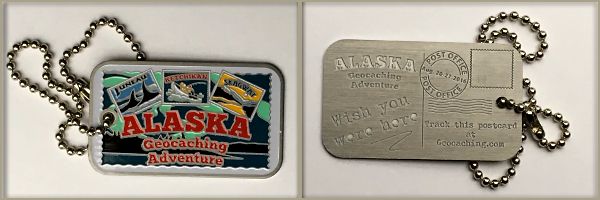 JUNEAU
KETCHIKAN
SKAGWAY
ALASKA
Geocaching
Adventure
ALASKA
Geocaching
Adventure
POST OFFICE
POST OFFICE
Wish you
were here
Track this postcard
at
Geocaching.com